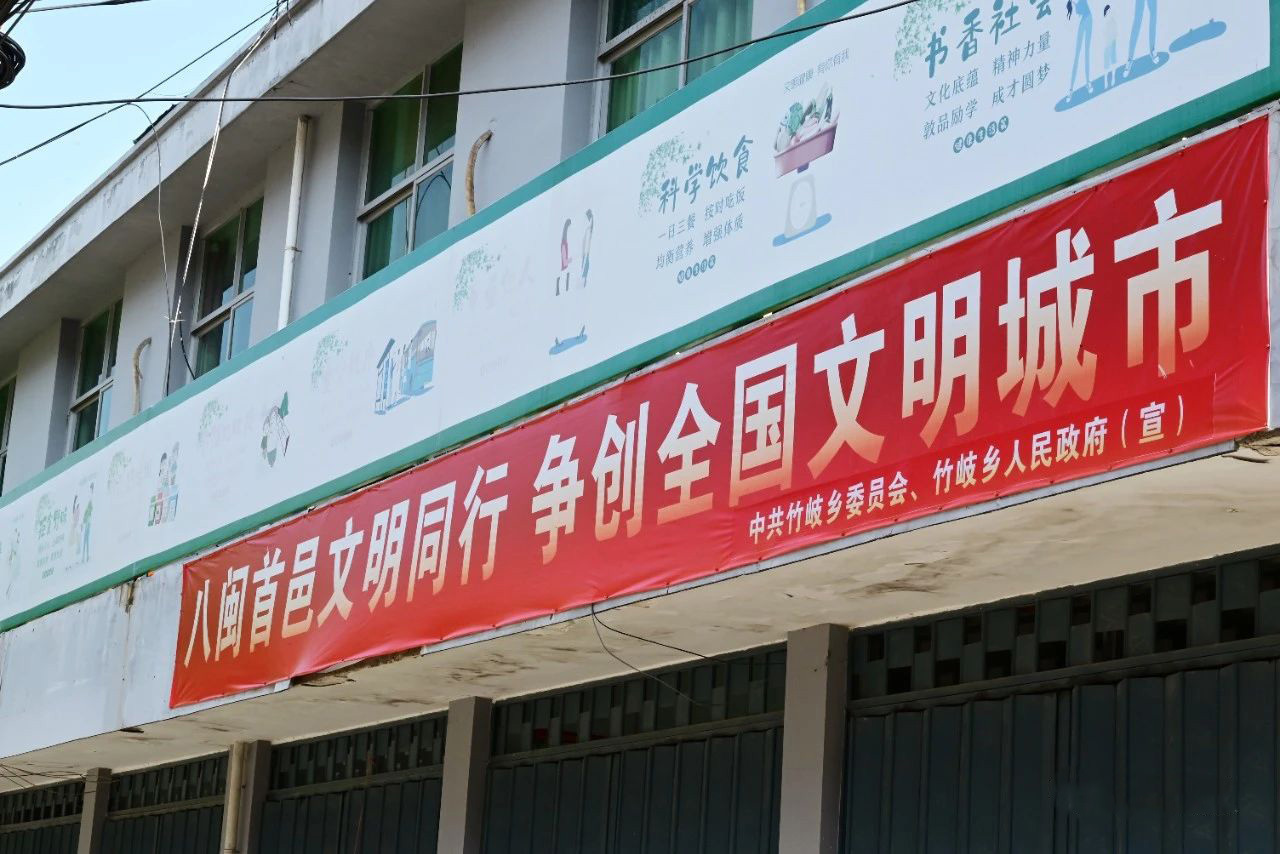 书香社会
文化底蕴 精神力量
敦品励学 成才圆梦
科学饮食
一日三餐 按时吃饭
均衡营养 增强体质
八闽首邑文明同行 争创全国文明城市
中共竹岐乡委员会、竹岐乡人民政府（宣）